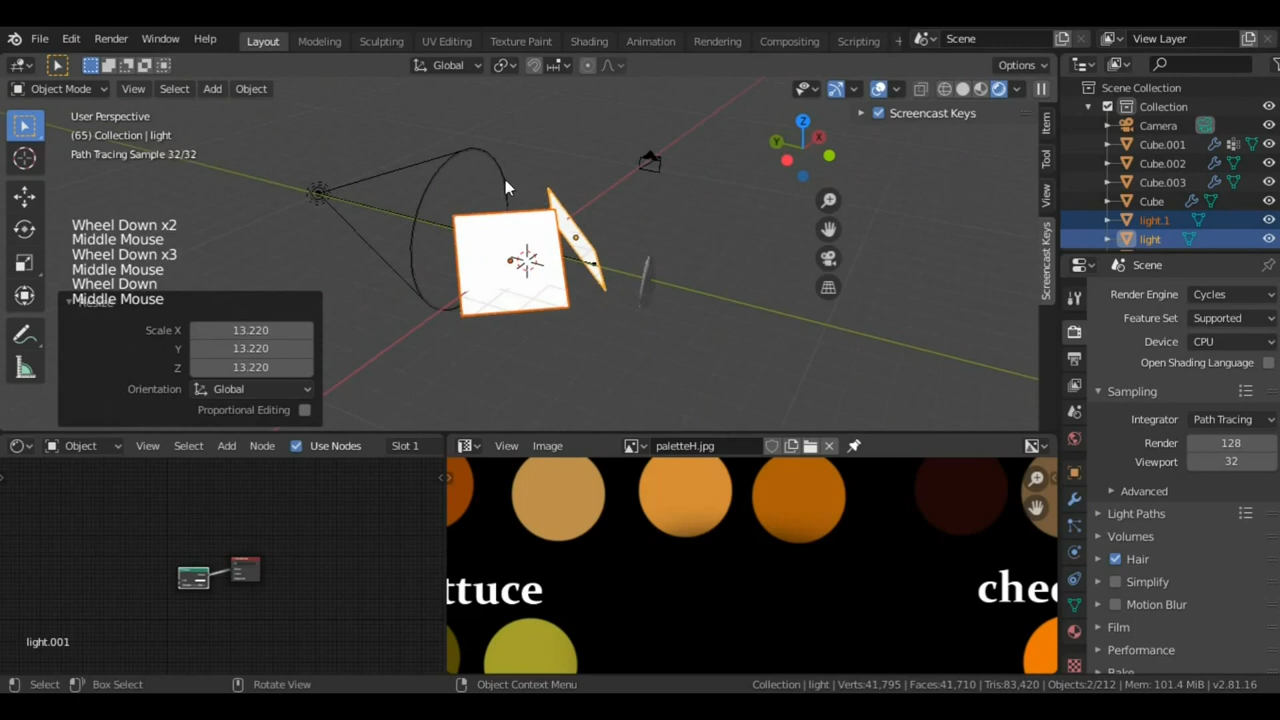 File Edit Render Window Help Layout Modeling Sculpting UV Editing Texture Paint Shading Animation Rendering Compositing Scripting + Scene View Layer
Global Options
Object Mode View Select Add Object
User Perspective
(65) Collection | light
Path Tracing Sample 32/32
Wheel Down x2
Middle Mouse
Wheel Down x3
Middle Mouse
Wheel Down
Middle Mouse
Scale X 13.220
Y 13.220
Z 13.220
Orientation Global
Proportional Editing
Z
X
Y
Screencast Keys
Item
Tool
View
Screencast Keys
Scene Collection
Collection
Camera
Cube.001
Cube.002
Cube.003
Cube
light.1
light
Scene
Render Engine Cycles
Feature Set Supported
Device CPU
Open Shading Language
Sampling
Integrator Path Tracing
Render 128
Viewport 32
Advanced
Light Paths
Volumes
Hair
Simplify
Motion Blur
Film
Performance
Object View Select Add Node Use Nodes Slot 1
light.001
View Image paletteH.jpg
ttuce
chee
Select Box Select Rotate View Object Context Menu Collection | light | Verts:41,795 | Faces:41,710 | Tris:83,420 | Objects:2/212 | Mem: 101.4 MiB | v2.81.16